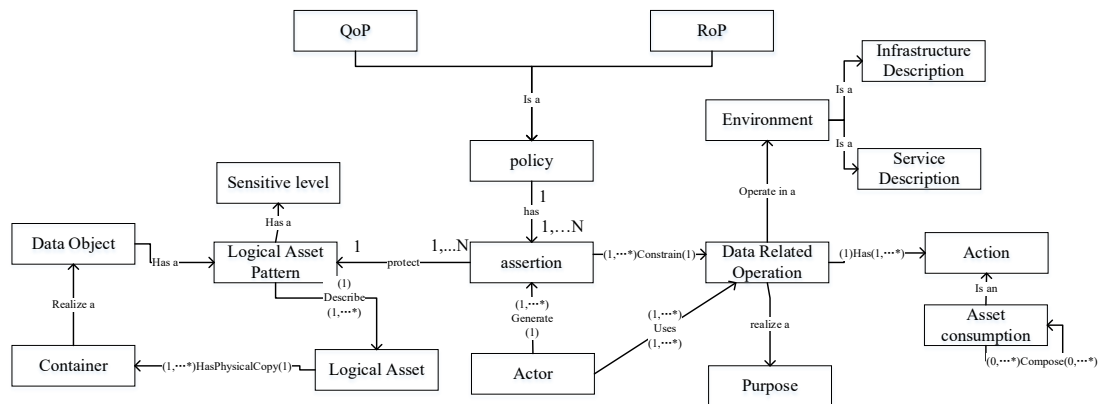 QoP
RoP
Infrastructure
Description
Is a
Is a
Environment
policy
Is a
Service
Description
Sensitive level
1
has
1,…N
Operate in a
Has a
Data Object
Has a
Logical Asset
Pattern
1
protect
1,...N
assertion
(1,···*)Constrain(1)
Data Related
Operation
(1)Has(1,···*)
Action
(1)
Describe
(1,···*)
Is an
Realize a
(1,···*)
Generate
(1)
(1,···*)
Uses
(1,···*)
realize a
Asset
consumption
(0,···*)Compose(0,···*)
Container
(1,···*)HasPhysicalCopy(1)
Logical Asset
Actor
Purpose